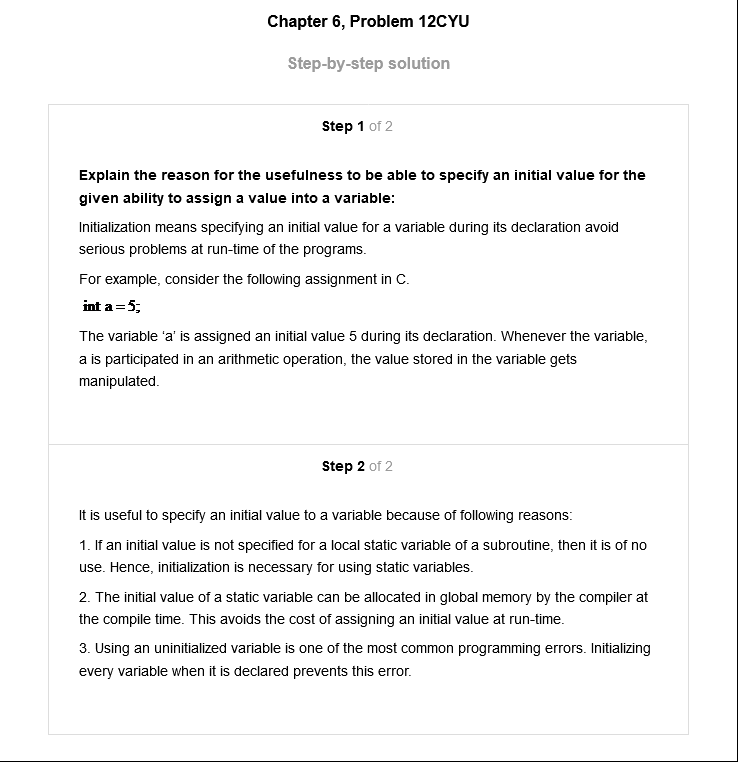 Chapter 6, Problem 12CYU
Step-by-step solution
Step 1 of 2
Explain the reason for the usefulness to be able to specify an initial value for the
given ability to assign a value into a variable:
Initialization means specifying an initial value for a variable during its declaration avoid
serious problems at run-time of the programs.
For example, consider the following assignment in C.
int a = 5;
The variable ‘a’ is assigned an initial value 5 during its declaration. Whenever the variable,
a is participated in an arithmetic operation, the value stored in the variable gets
manipulated.
Step 2 of 2
It is useful to specify an initial value to a variable because of following reasons:
1. If an initial value is not specified for a local static variable of a subroutine, then it is of no
use. Hence, initialization is necessary for using static variables.
2. The initial value of a static variable can be allocated in global memory by the compiler at
the compile time. This avoids the cost of assigning an initial value at run-time.
3. Using an uninitialized variable is one of the most common programming errors. Initializing
every variable when it is declared prevents this error.